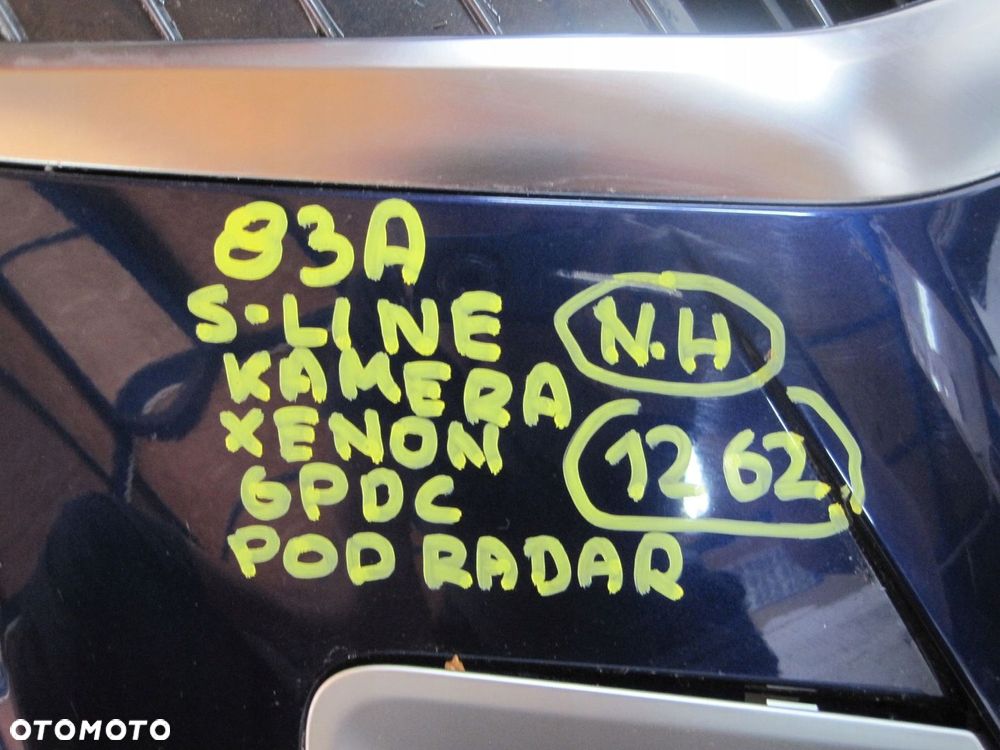 83A
S-LINE
KAMERA
XENON
6PDC
POD RADAR
N.H
1262
OTOMOTO